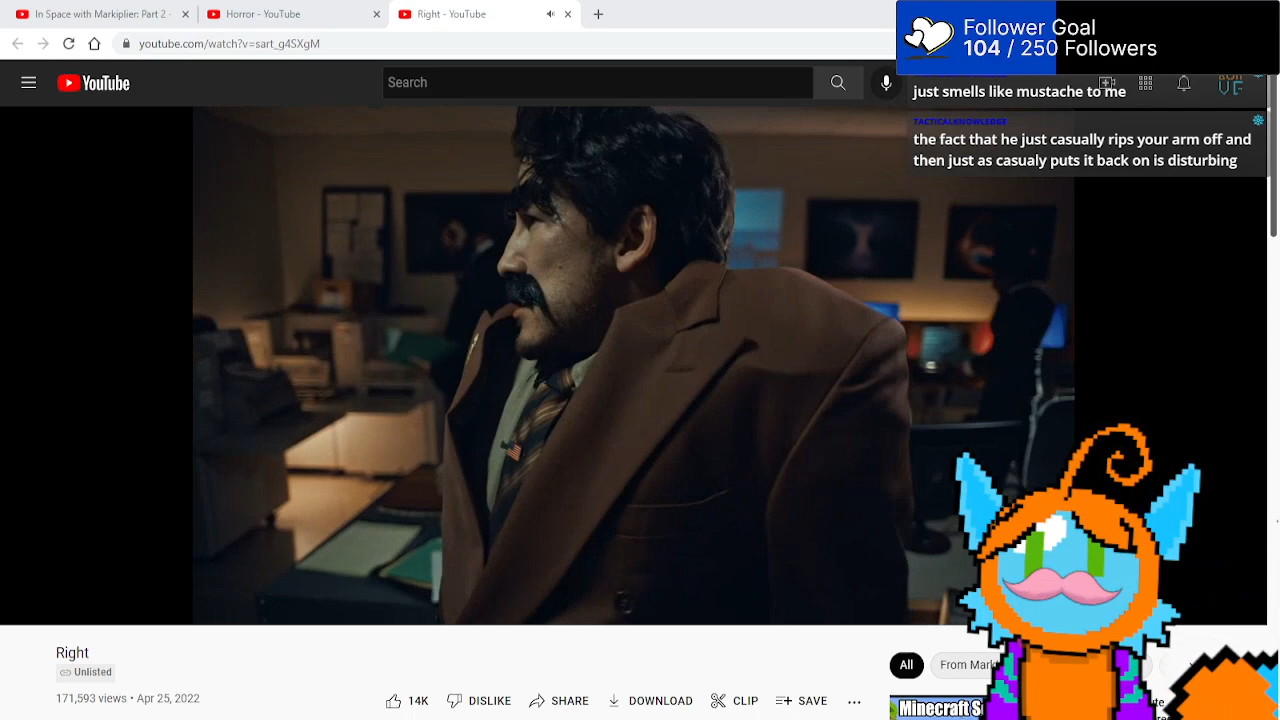 In Space with Markiplier: Part 2 -
Horror - YouTube
Right - YouTube
Follower Goal
104 / 250 Followers
youtube.com/watch?v=sart_g4SXgM
YouTube
Search
just smells like mustache to me
TACTICALKNOWLEDGE
the fact that he just casually rips your arm off and
then just as casualy puts it back on is disturbing
Right
Unlisted
171,593 views • Apr 25, 2022
DISLIKE
SHARE
DOWNLOAD
CLIP
SAVE
All
From Mark
Minecraft